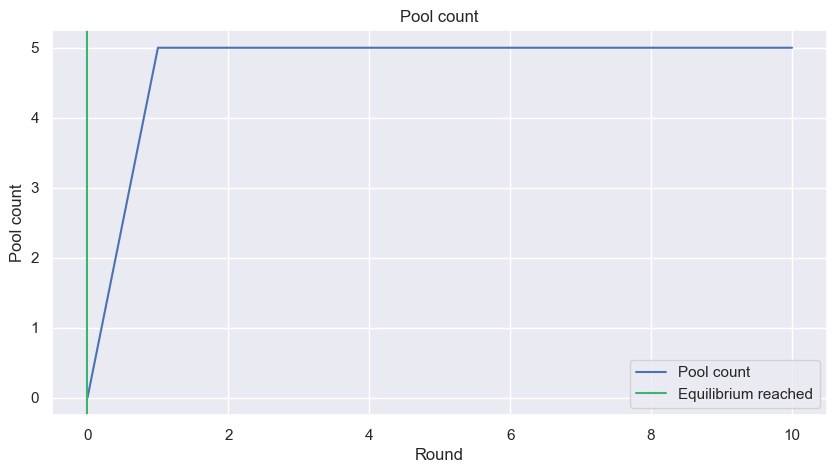 Pool count
5
4
3
2
1
0
Pool count
0 2 4 6 8 10
Round
Pool count
Equilibrium reached